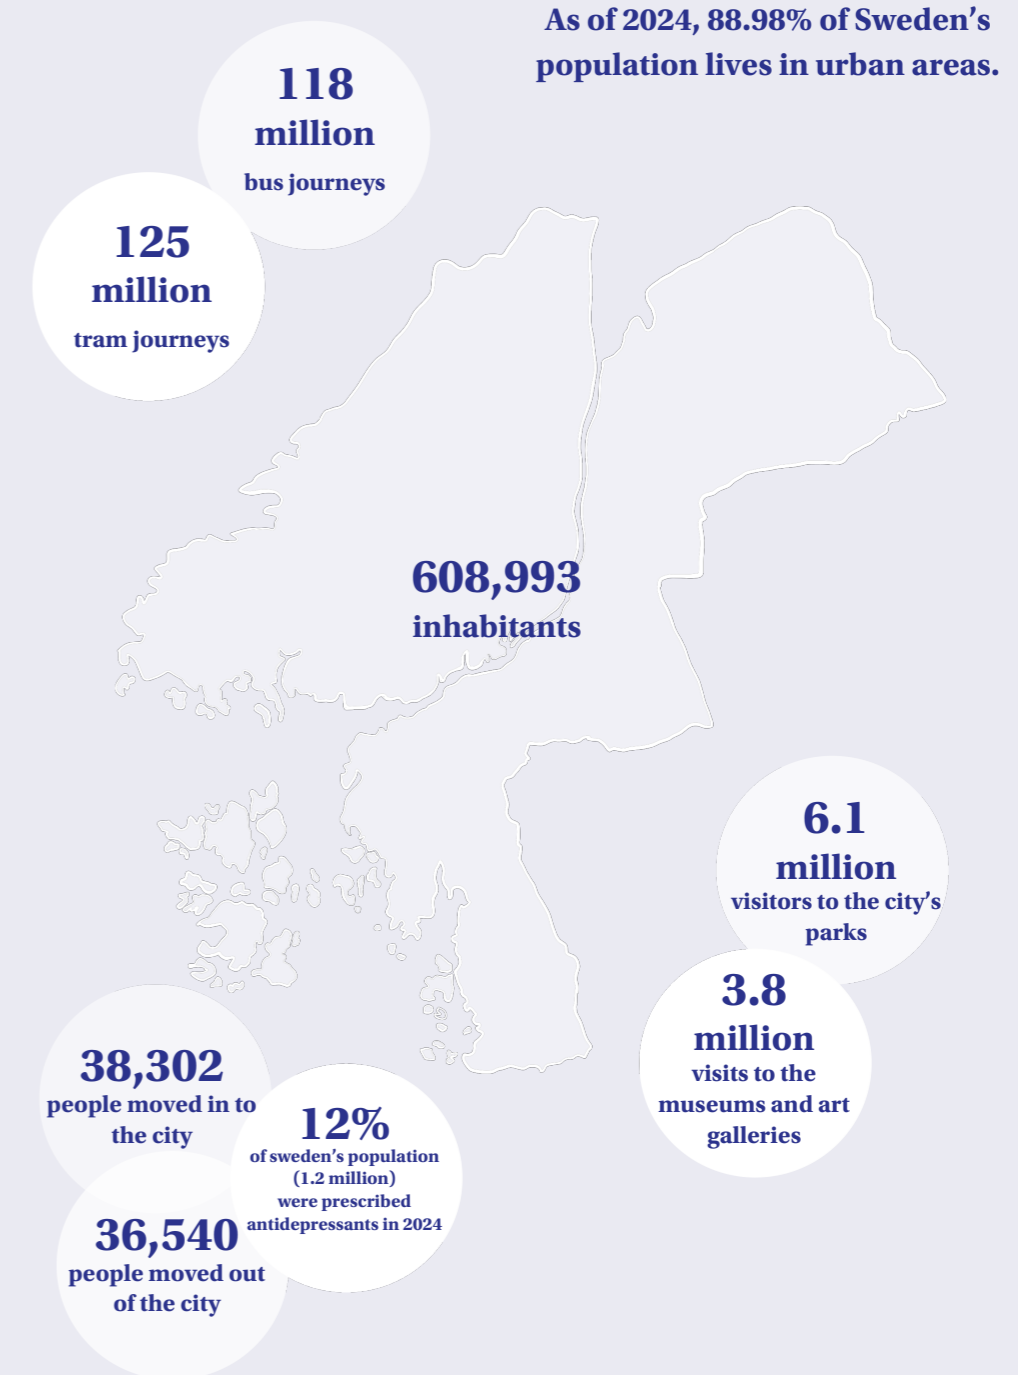 As of 2024, 88.98% of Sweden’s
population lives in urban areas.
118
million
bus journeys
125
million
tram journeys
608,993
inhabitants
6.1
million
visitors to the city’s
parks
3.8
million
visits to the
museums and art
galleries
38,302
people moved in to
the city
12%
of sweden’s population
(1.2 million)
were prescribed
antidepressants in 2024
36,540
people moved out
of the city